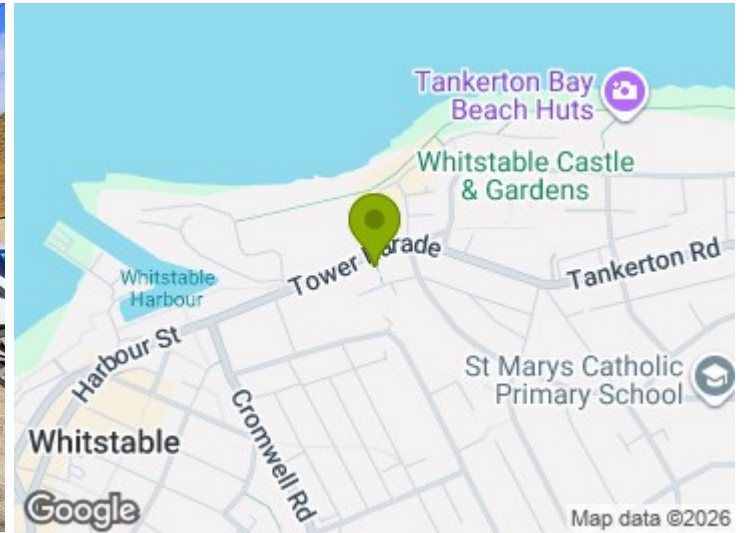 Tankerton Bay
Beach Huts
Whitstable Castle
& Gardens
Tower Parade
Tankerton Rd
Whitstable
Harbour
Harbour St
St Marys Catholic
Primary School
Cromwell Rd
Whitstable
Google
Map data ©2026